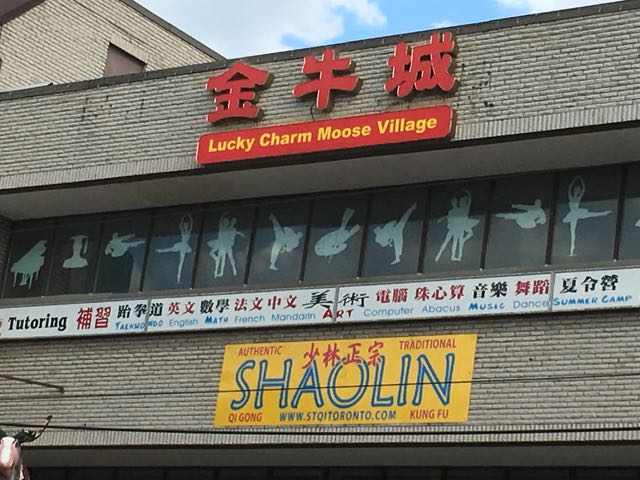 金牛城
Lucky Charm Moose Village
Tutoring 補習 跆拳道 英文 數學 法文 中文 美術 電腦 珠心算 音樂 舞蹈 夏令營
TAEKWONDO English MATH French Mandarin ART Computer Abacus MUSIC Dance SUMMER CAMP
AUTHENTIC 少林正宗 TRADITIONAL
SHAOLIN
QI GONG WWW.STQITORONTO.COM KUNG FU